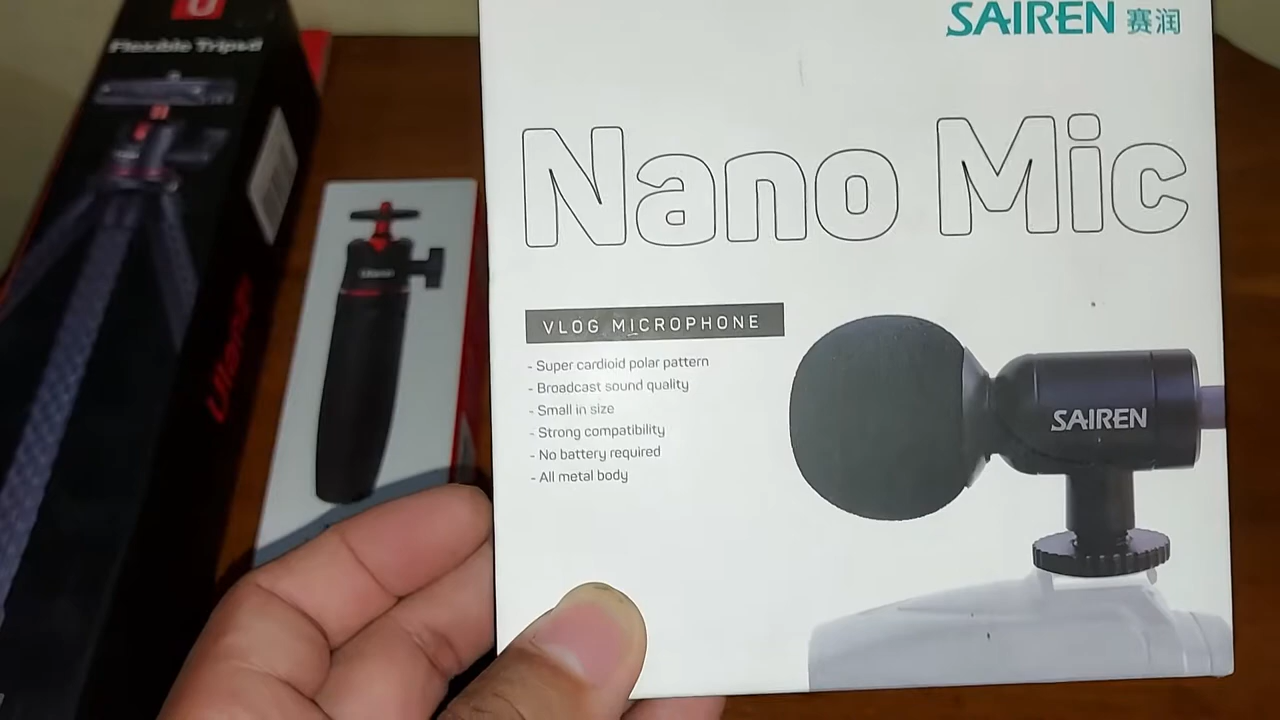 Flexible Tripod
Ulanzi
SAIREN 赛润
Nano Mic
VLOG MICROPHONE
- Super cardioid polar pattern
- Broadcast sound quality
- Small in size
- Strong compatibility
- No battery required
- All metal body
SAIREN